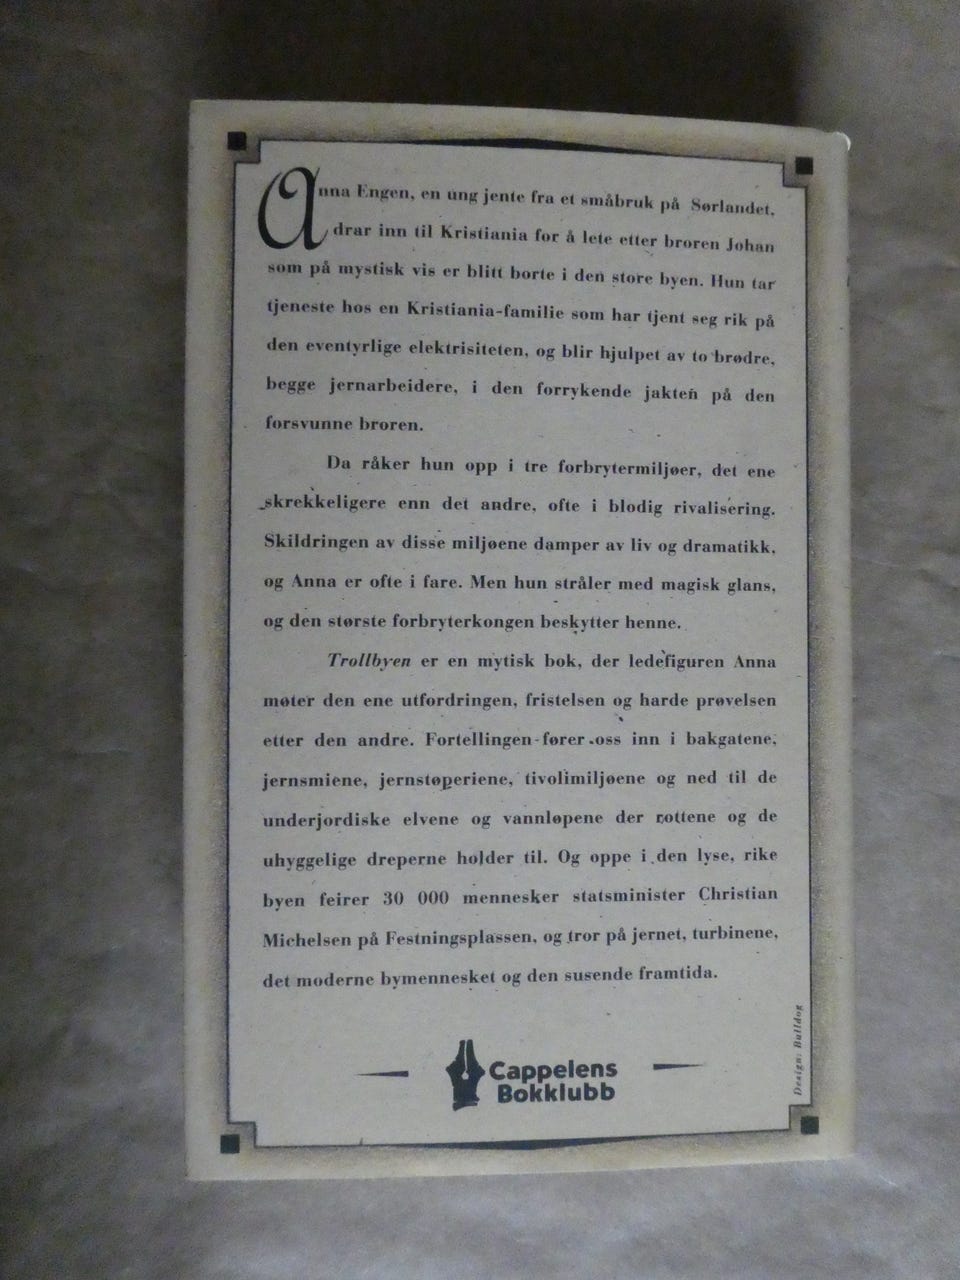 Anna Engen, en ung jente fra et småbruk på Sørlandet,
drar inn til Kristiania for å lete etter broren Johan
som på mystisk vis er blitt borte i den store byen. Hun tar
tjeneste hos en Kristiania-familie som har tjent seg rik på
den eventyrlige elektrisiteten, og blir hjulpet av to brødre,
begge jernarbeidere, i den forrykende jakten på den
forsvunne broren.
Da råker hun opp i tre forbrytermiljøer, det ene
skrekkeligere enn det andre, ofte i blodig rivalisering.
Skildringen av disse miljøene damper av liv og dramatikk,
og Anna er ofte i fare. Men hun stråler med magisk glans,
og den største forbryterkongen beskytter henne.
Trollbyen er en mytisk bok, der ledefiguren Anna
møter den ene utfordringen, fristelsen og harde prøvelsen
etter den andre. Fortellingen fører oss inn i bakgatene,
jernsmiene, jernstøperiene, tivolimiljøene og ned til de
underjordiske elvene og vannløpene der rottene og de
uhyggelige dreperne holder til. Og oppe i den lyse, rike
byen feirer 30 000 mennesker statsminister Christian
Michelsen på Festningsplassen, og tror på jernet, turbinene,
det moderne bymennesket og den susende framtida.
Cappelens
Bokklubb
Design: Bulldog